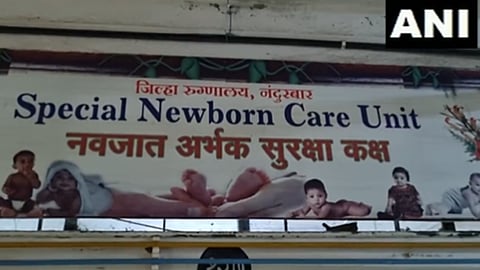 ANI
जिल्हा रुग्णालय, नंदुरबार
Special Newborn Care Unit
नवजात अर्भक सुरक्षा कक्ष